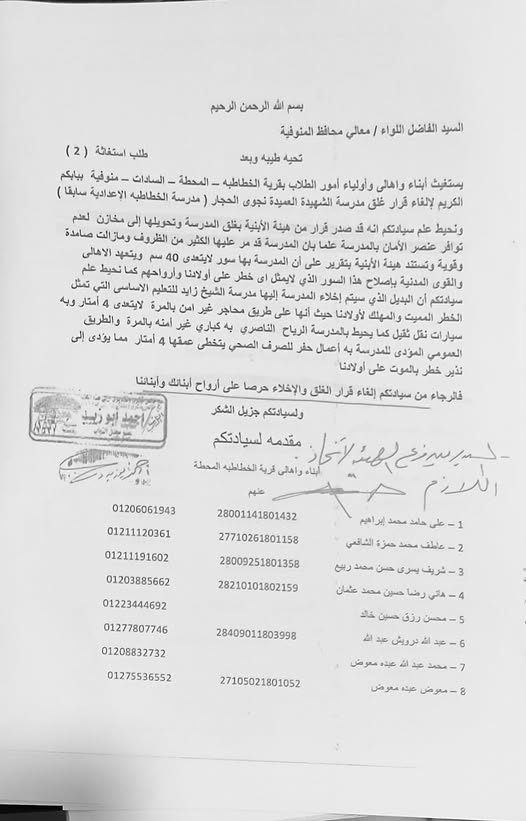 بسم الله الرحمن الرحيم
السيد الفاضل اللواء / معالي محافظ المنوفية
تحيه طيبه وبعد طلب استغاثة ( 2 )
يستغيث أبناء واهالى وأولياء أمور الطلاب بقرية الخطاطبه – المحطة – السادات – منوفية ببابكم
الكريم لإلغاء قرار غلق مدرسة الشهيدة العميدة نجوى الحجار ( مدرسة الخطاطبه الإعدادية سابقا )
ونحيط علم سيادتكم انه قد صدر قرار من هيئة الأبنية بغلق المدرسة وتحويلها إلى مخازن لعدم
توافر عنصر الأمان بالمدرسة علما بان المدرسة قد مر عليها الكثير من الظروف ومازالت صامدة
وقوية وتستند هيئة الأبنية بتقرير على أن المدرسة بها سور لايتعدى 40 سم ويتعهد الاهالى
والقوى المدنية بإصلاح هذا السور الذي لايمثل اى خطر على أولادنا وأرواحهم كما نحيط علم
سيادتكم أن البديل الذي سيتم إخلاء المدرسة إليها مدرسة الشيخ زايد للتعليم الاساسى التي تمثل
الخطر المميت والمهلك لأولادنا حيث أنها على طريق محاجر غير امن بالمرة لايتعدى 4 أمتار وبه
سيارات نقل ثقيل كما يحيط بالمدرسة الرياح الناصري به كباري غير أمنه بالمرة والطريق
العمومي المؤدى للمدرسة به أعمال حفر للصرف الصحي يتخطى عمقها 4 أمتار مما يؤدى إلى
نذير خطر بالموت على أولادنا
فالرجاء من سيادتكم إلغاء قرار الغلق والإخلاء حرصا على أرواح أبنائك وأبنائنا
ولسيادتكم جزيل الشكر
احمد ابو زيد
مقدمه لسيادتكم
لاتخاذ
اللازم
أبناء واهالى قرية الخطاطبه المحطة
عنهم
1 – على حامد محمد إبراهيم 28001141801432 01206061943
2 – عاطف محمد حمزة الشافعي 27710261801158 01211120361
3 – شريف يسرى حسن محمد ربيع 28009251801358 01211191602
4 – هاني رضا حسين محمد عثمان 28210101802159 01203885662
5 – محسن رزق حسين خالد 01223444692
6 – عبد الله درويش عبد الله 28409011803998 01277807746
7 – محمد عبد الله عبده معوض 01208832732
8 – معوض عبده معوض 27105021801052 01275536552